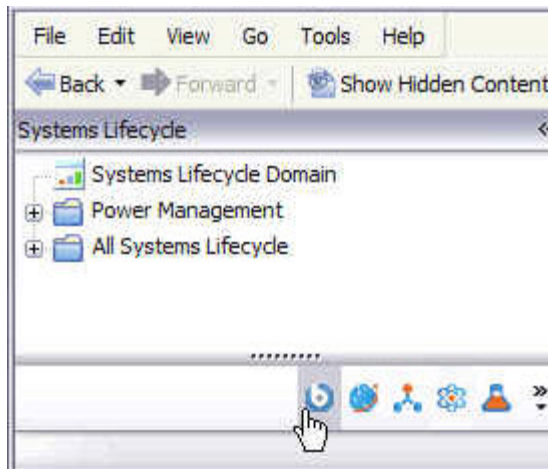 File Edit View Go Tools Help
Back Forward Show Hidden Content
Systems Lifecycle
Systems Lifecycle Domain
Power Management
All Systems Lifecycle